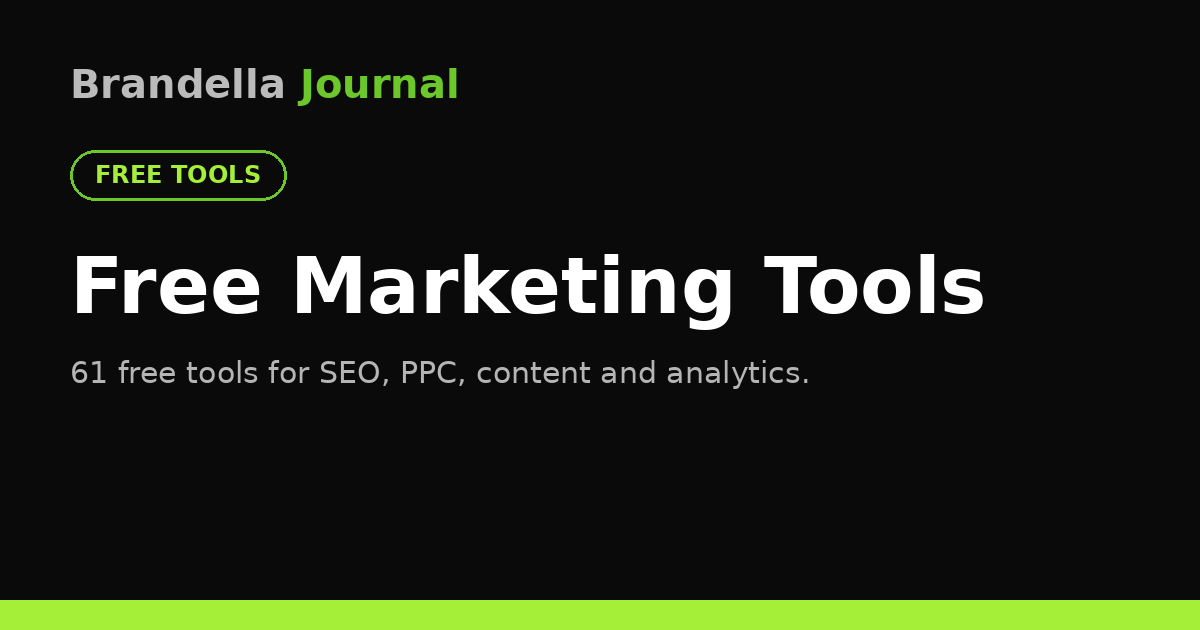 Brandella Journal
FREE TOOLS
Free Marketing Tools
61 free tools for SEO, PPC, content and analytics.